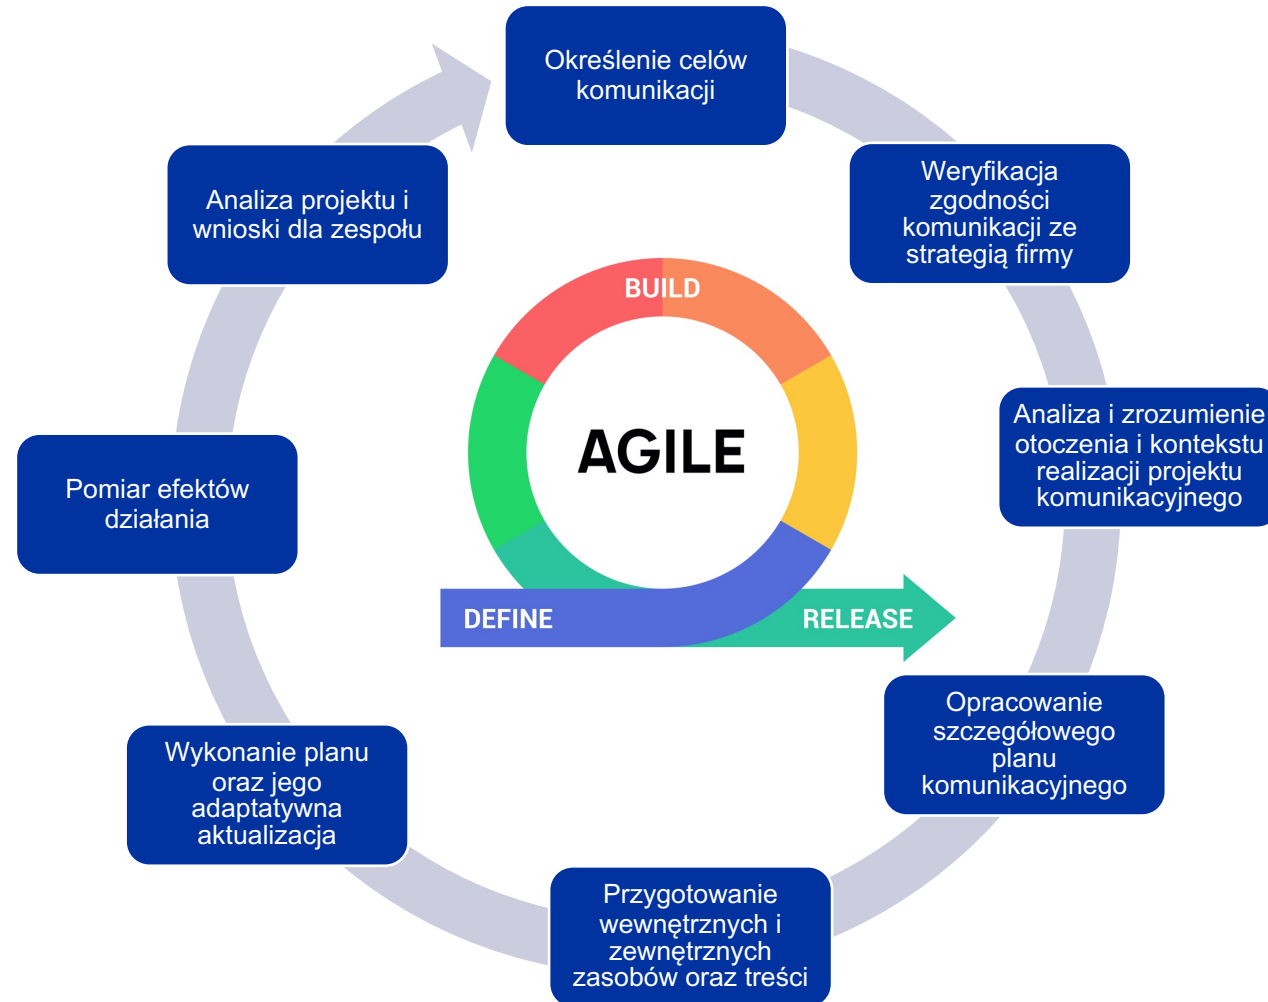 Określenie celów
komunikacji
Weryfikacja
zgodności
komunikacji ze
strategią firmy
Analiza i zrozumienie
otoczenia i kontekstu
realizacji projektu
komunikacyjnego
Opracowanie
szczegółowego
planu
komunikacyjnego
Przygotowanie
wewnętrznych i
zewnętrznych
zasobów oraz treści
Wykonanie planu
oraz jego
adaptatywna
aktualizacja
Pomiar efektów
działania
Analiza projektu i
wnioski dla zespołu
BUILD
AGILE
DEFINE
RELEASE